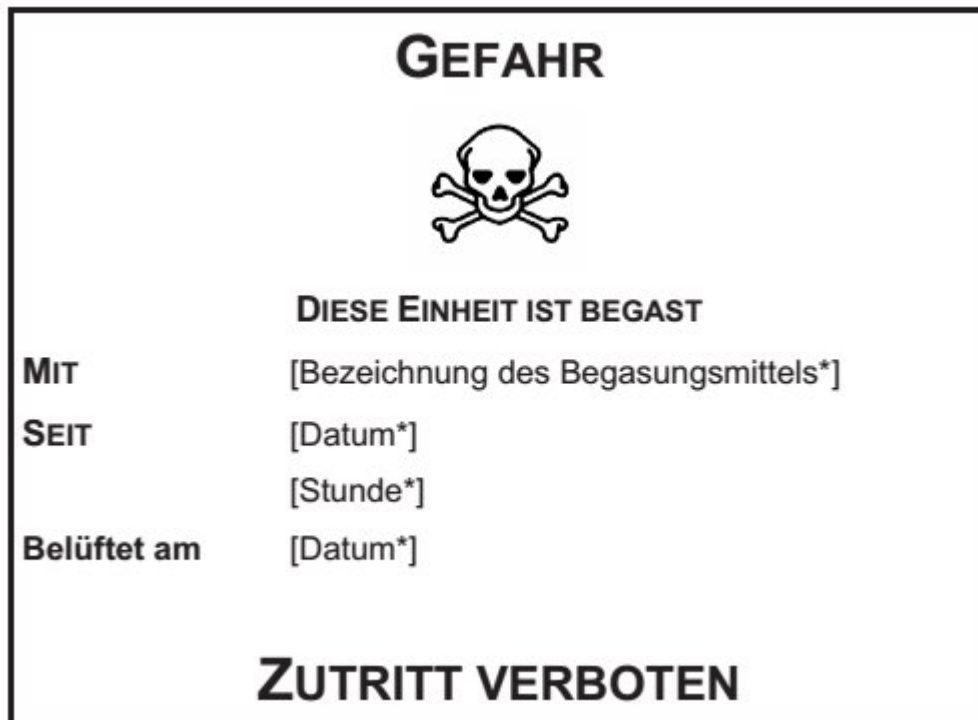 GEFAHR
DIESE EINHEIT IST BEGAST
MIT [Bezeichnung des Begasungsmittels*]
SEIT [Datum*]
[Stunde*]
Belüftet am [Datum*]
ZUTRITT VERBOTEN